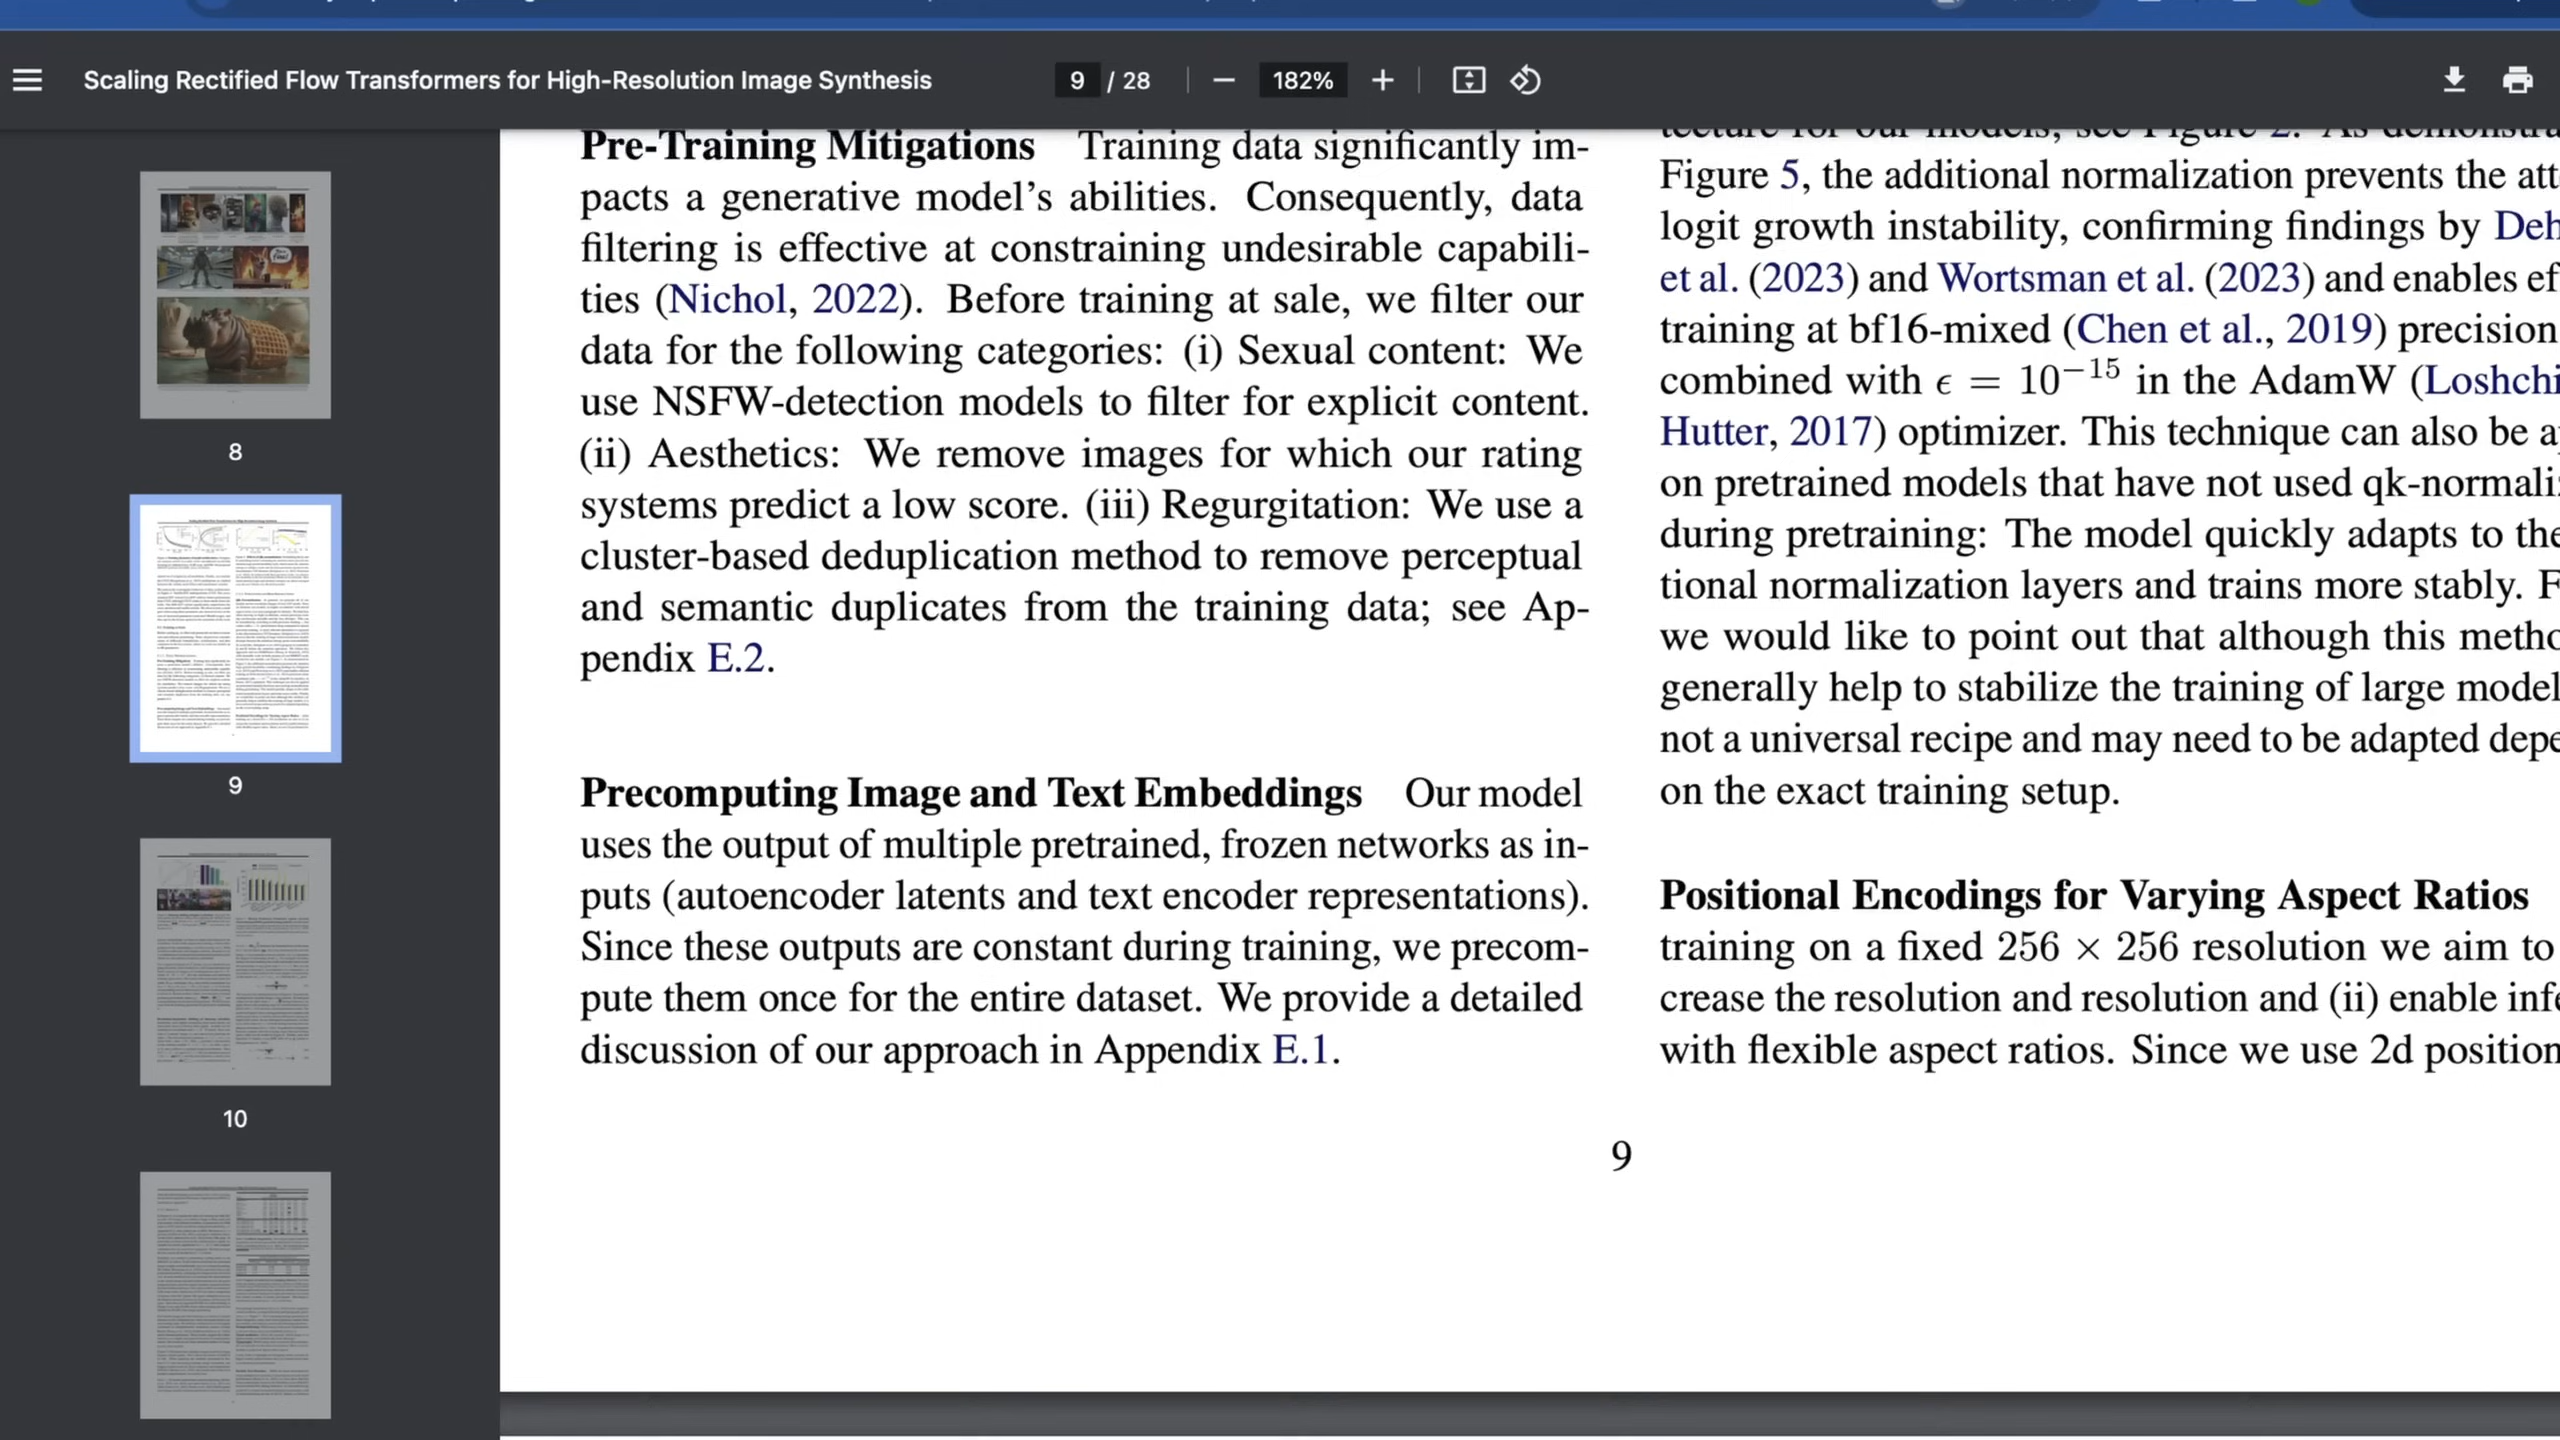 Scaling Rectified Flow Transformers for High-Resolution Image Synthesis
9 / 28
182%
8
9
10
Pre-Training Mitigations Training data significantly im-
pacts a generative model's abilities. Consequently, data
filtering is effective at constraining undesirable capabili-
ties (Nichol, 2022). Before training at sale, we filter our
data for the following categories: (i) Sexual content: We
use NSFW-detection models to filter for explicit content.
(ii) Aesthetics: We remove images for which our rating
systems predict a low score. (iii) Regurgitation: We use a
cluster-based deduplication method to remove perceptual
and semantic duplicates from the training data; see Ap-
pendix E.2.
Precomputing Image and Text Embeddings Our model
uses the output of multiple pretrained, frozen networks as in-
puts (autoencoder latents and text encoder representations).
Since these outputs are constant during training, we precom-
pute them once for the entire dataset. We provide a detailed
discussion of our approach in Appendix E.1.
tecture for our models, see Figure 2. As demonstra
Figure 5, the additional normalization prevents the att
logit growth instability, confirming findings by Deh
et al. (2023) and Wortsman et al. (2023) and enables ef
training at bf16-mixed (Chen et al., 2019) precision
combined with ϵ = 10⁻¹⁵ in the AdamW (Loshchi
Hutter, 2017) optimizer. This technique can also be a
on pretrained models that have not used qk-normali
during pretraining: The model quickly adapts to the
tional normalization layers and trains more stably. F
we would like to point out that although this metho
generally help to stabilize the training of large model
not a universal recipe and may need to be adapted depe
on the exact training setup.
Positional Encodings for Varying Aspect Ratios
training on a fixed 256 × 256 resolution we aim to
crease the resolution and resolution and (ii) enable infe
with flexible aspect ratios. Since we use 2d position
9